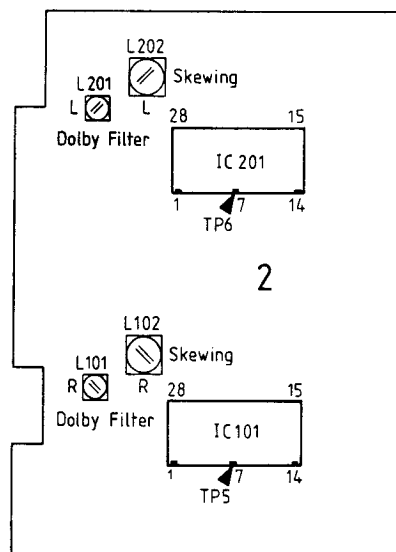 L202
L201
Skewing
L
L
Dolby Filter
28
15
IC 201
1
7
14
TP6
2
L102
L101
Skewing
R
R
Dolby Filter
28
15
IC101
1
7
14
TP5